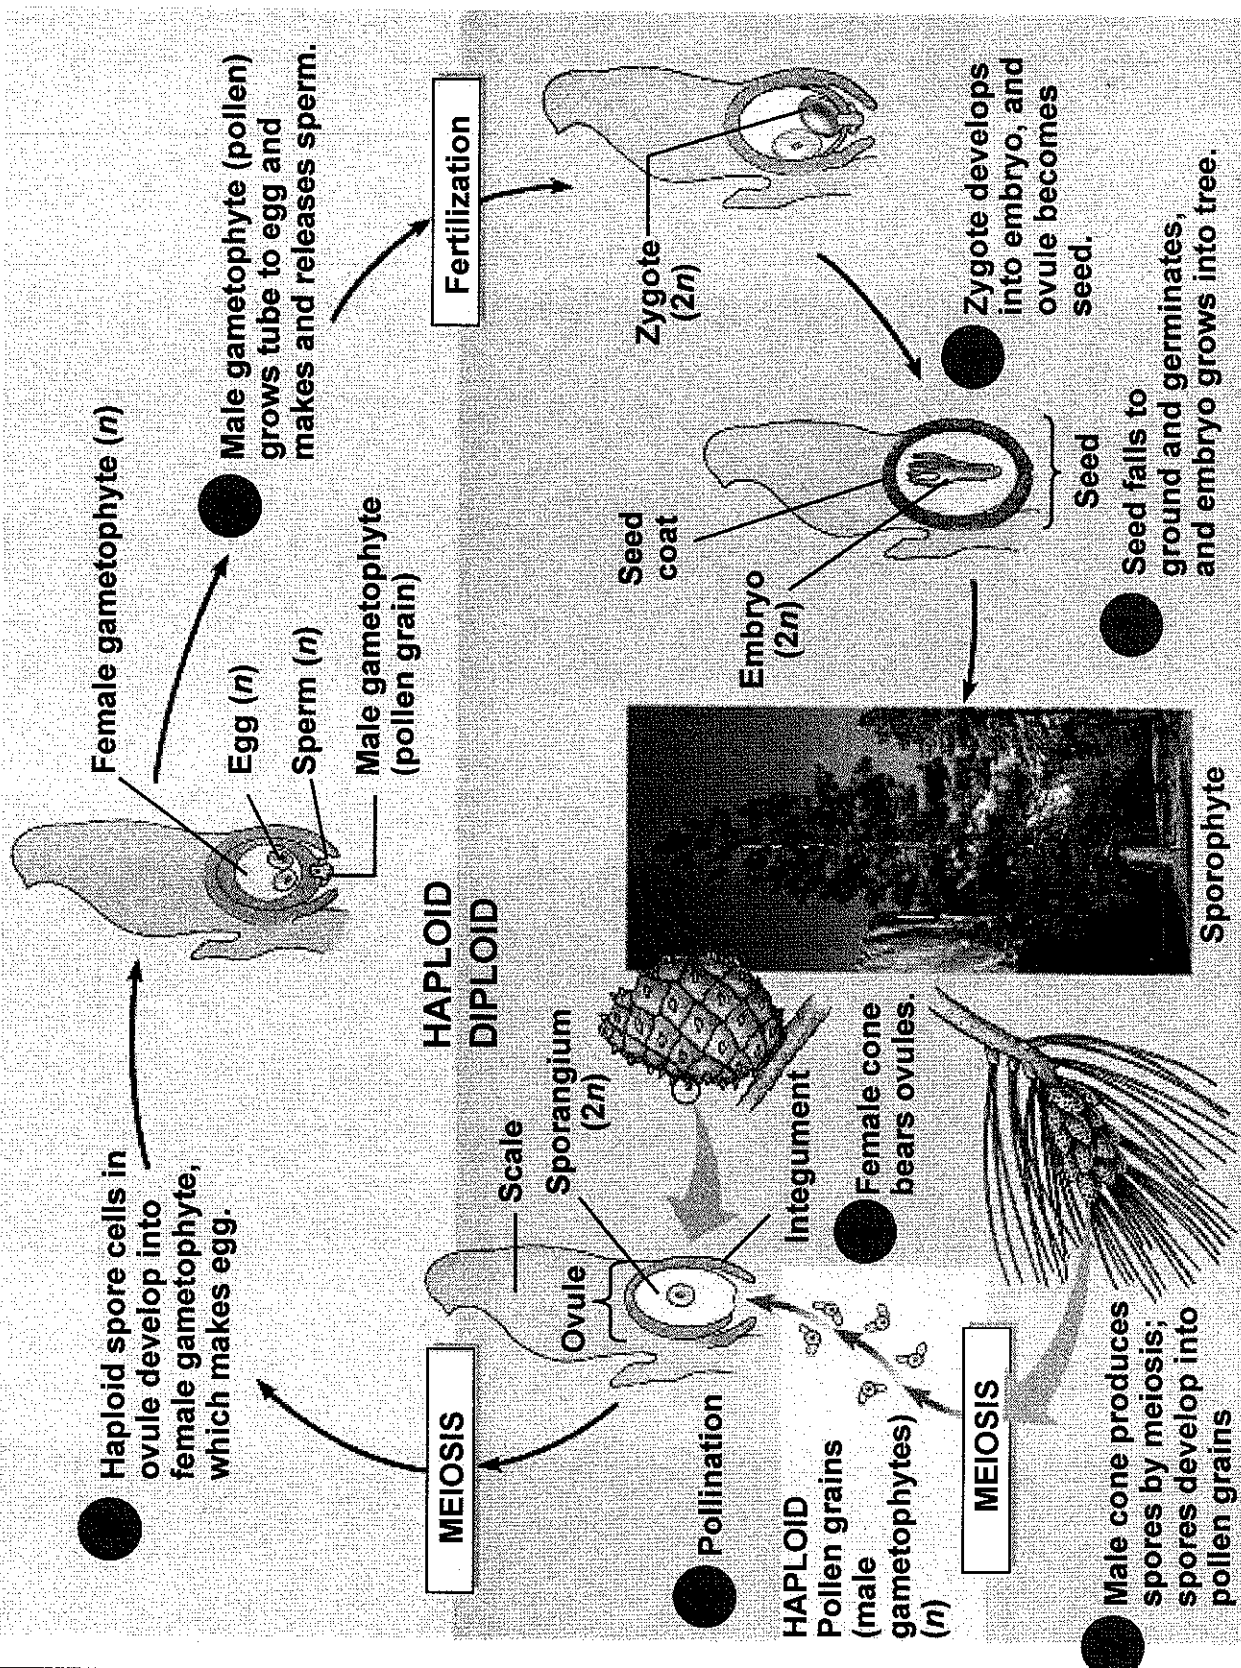 Haploid spore cells in
ovule develop into
female gametophyte,
which makes egg.
Female gametophyte (n)
Egg (n)
Sperm (n)
Male gametophyte
(pollen grain)
Male gametophyte (pollen)
grows tube to egg and
makes and releases sperm.
MEIOSIS
HAPLOID
DIPLOID
Fertilization
Scale
Sporangium
(2n)
Ovule
Integument
Pollination
HAPLOID
Pollen grains
(male
gametophytes)
(n)
MEIOSIS
Female cone
bears ovules.
Male cone produces
spores by meiosis;
spores develop into
pollen grains
Sporophyte
Zygote
(2n)
Seed
coat
Embryo
(2n)
Seed
Zygote develops
into embryo, and
ovule becomes
seed.
Seed falls to
ground and germinates,
and embryo grows into tree.